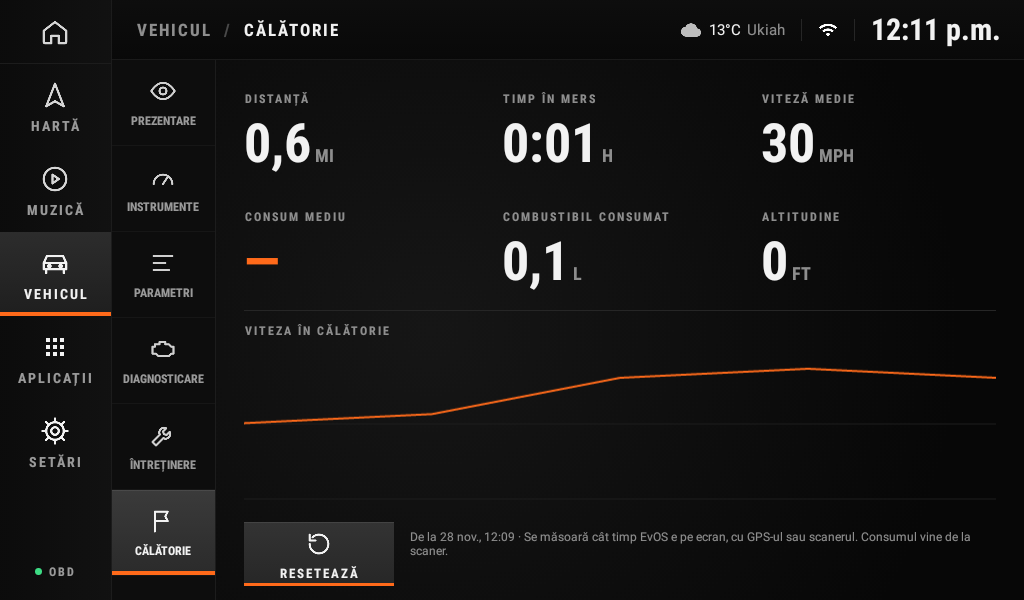 VEHICUL / CĂLĂTORIE
13°C Ukiah
12:11 p.m.
HARTĂ
MUZICĂ
VEHICUL
APLICAȚII
SETĂRI
OBD
PREZENTARE
INSTRUMENTE
PARAMETRI
DIAGNOSTICARE
ÎNTREȚINERE
CĂLĂTORIE
DISTANȚĂ
0,6 MI
TIMP ÎN MERS
0:01 H
VITEZĂ MEDIE
30 MPH
CONSUM MEDIU
–
COMBUSTIBIL CONSUMAT
0,1 L
ALTITUDINE
0 FT
VITEZA ÎN CĂLĂTORIE
RESETEAZĂ
De la 28 nov., 12:09 · Se măsoară cât timp EvOS e pe ecran, cu GPS-ul sau scanerul. Consumul vine de la
scaner.